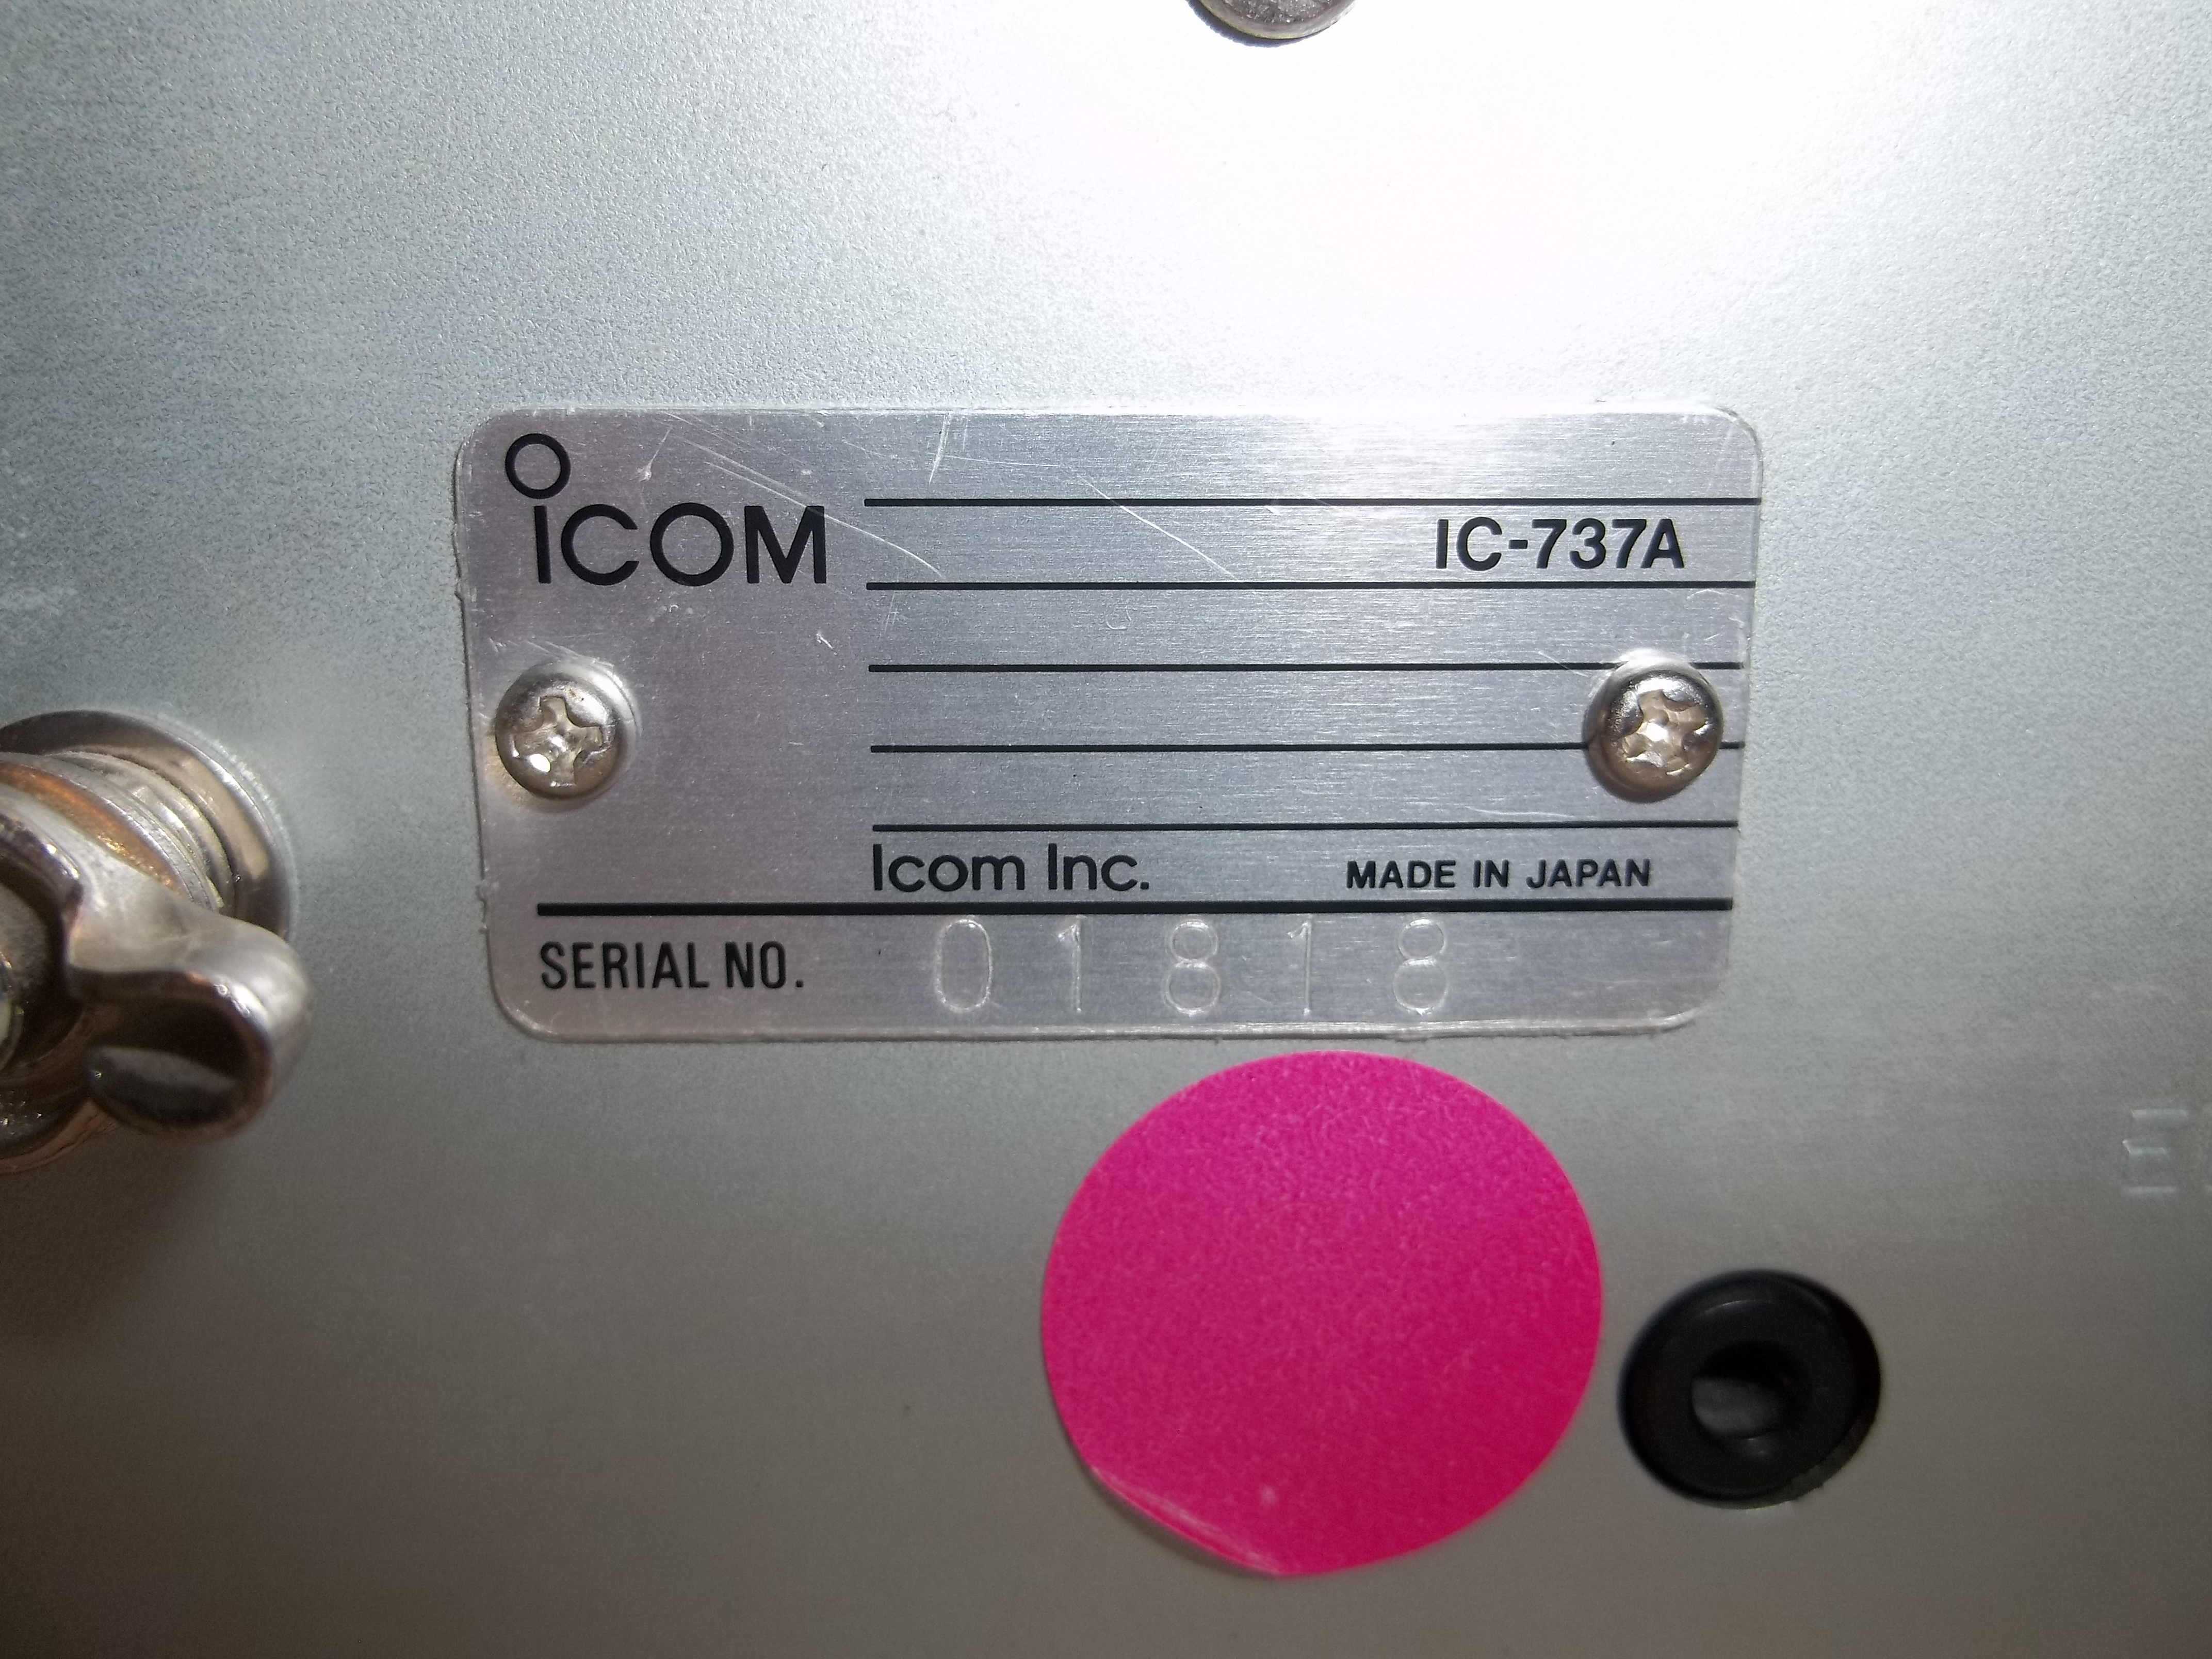 ICOM
IC-737A
Icom Inc. MADE IN JAPAN
SERIAL NO. 01818